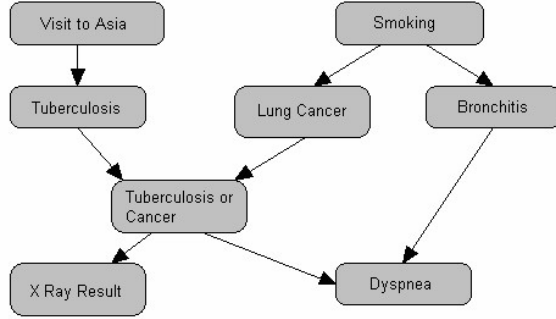 Visit to Asia
Smoking
Tuberculosis
Lung Cancer
Bronchitis
Tuberculosis or
Cancer
X Ray Result
Dyspnea